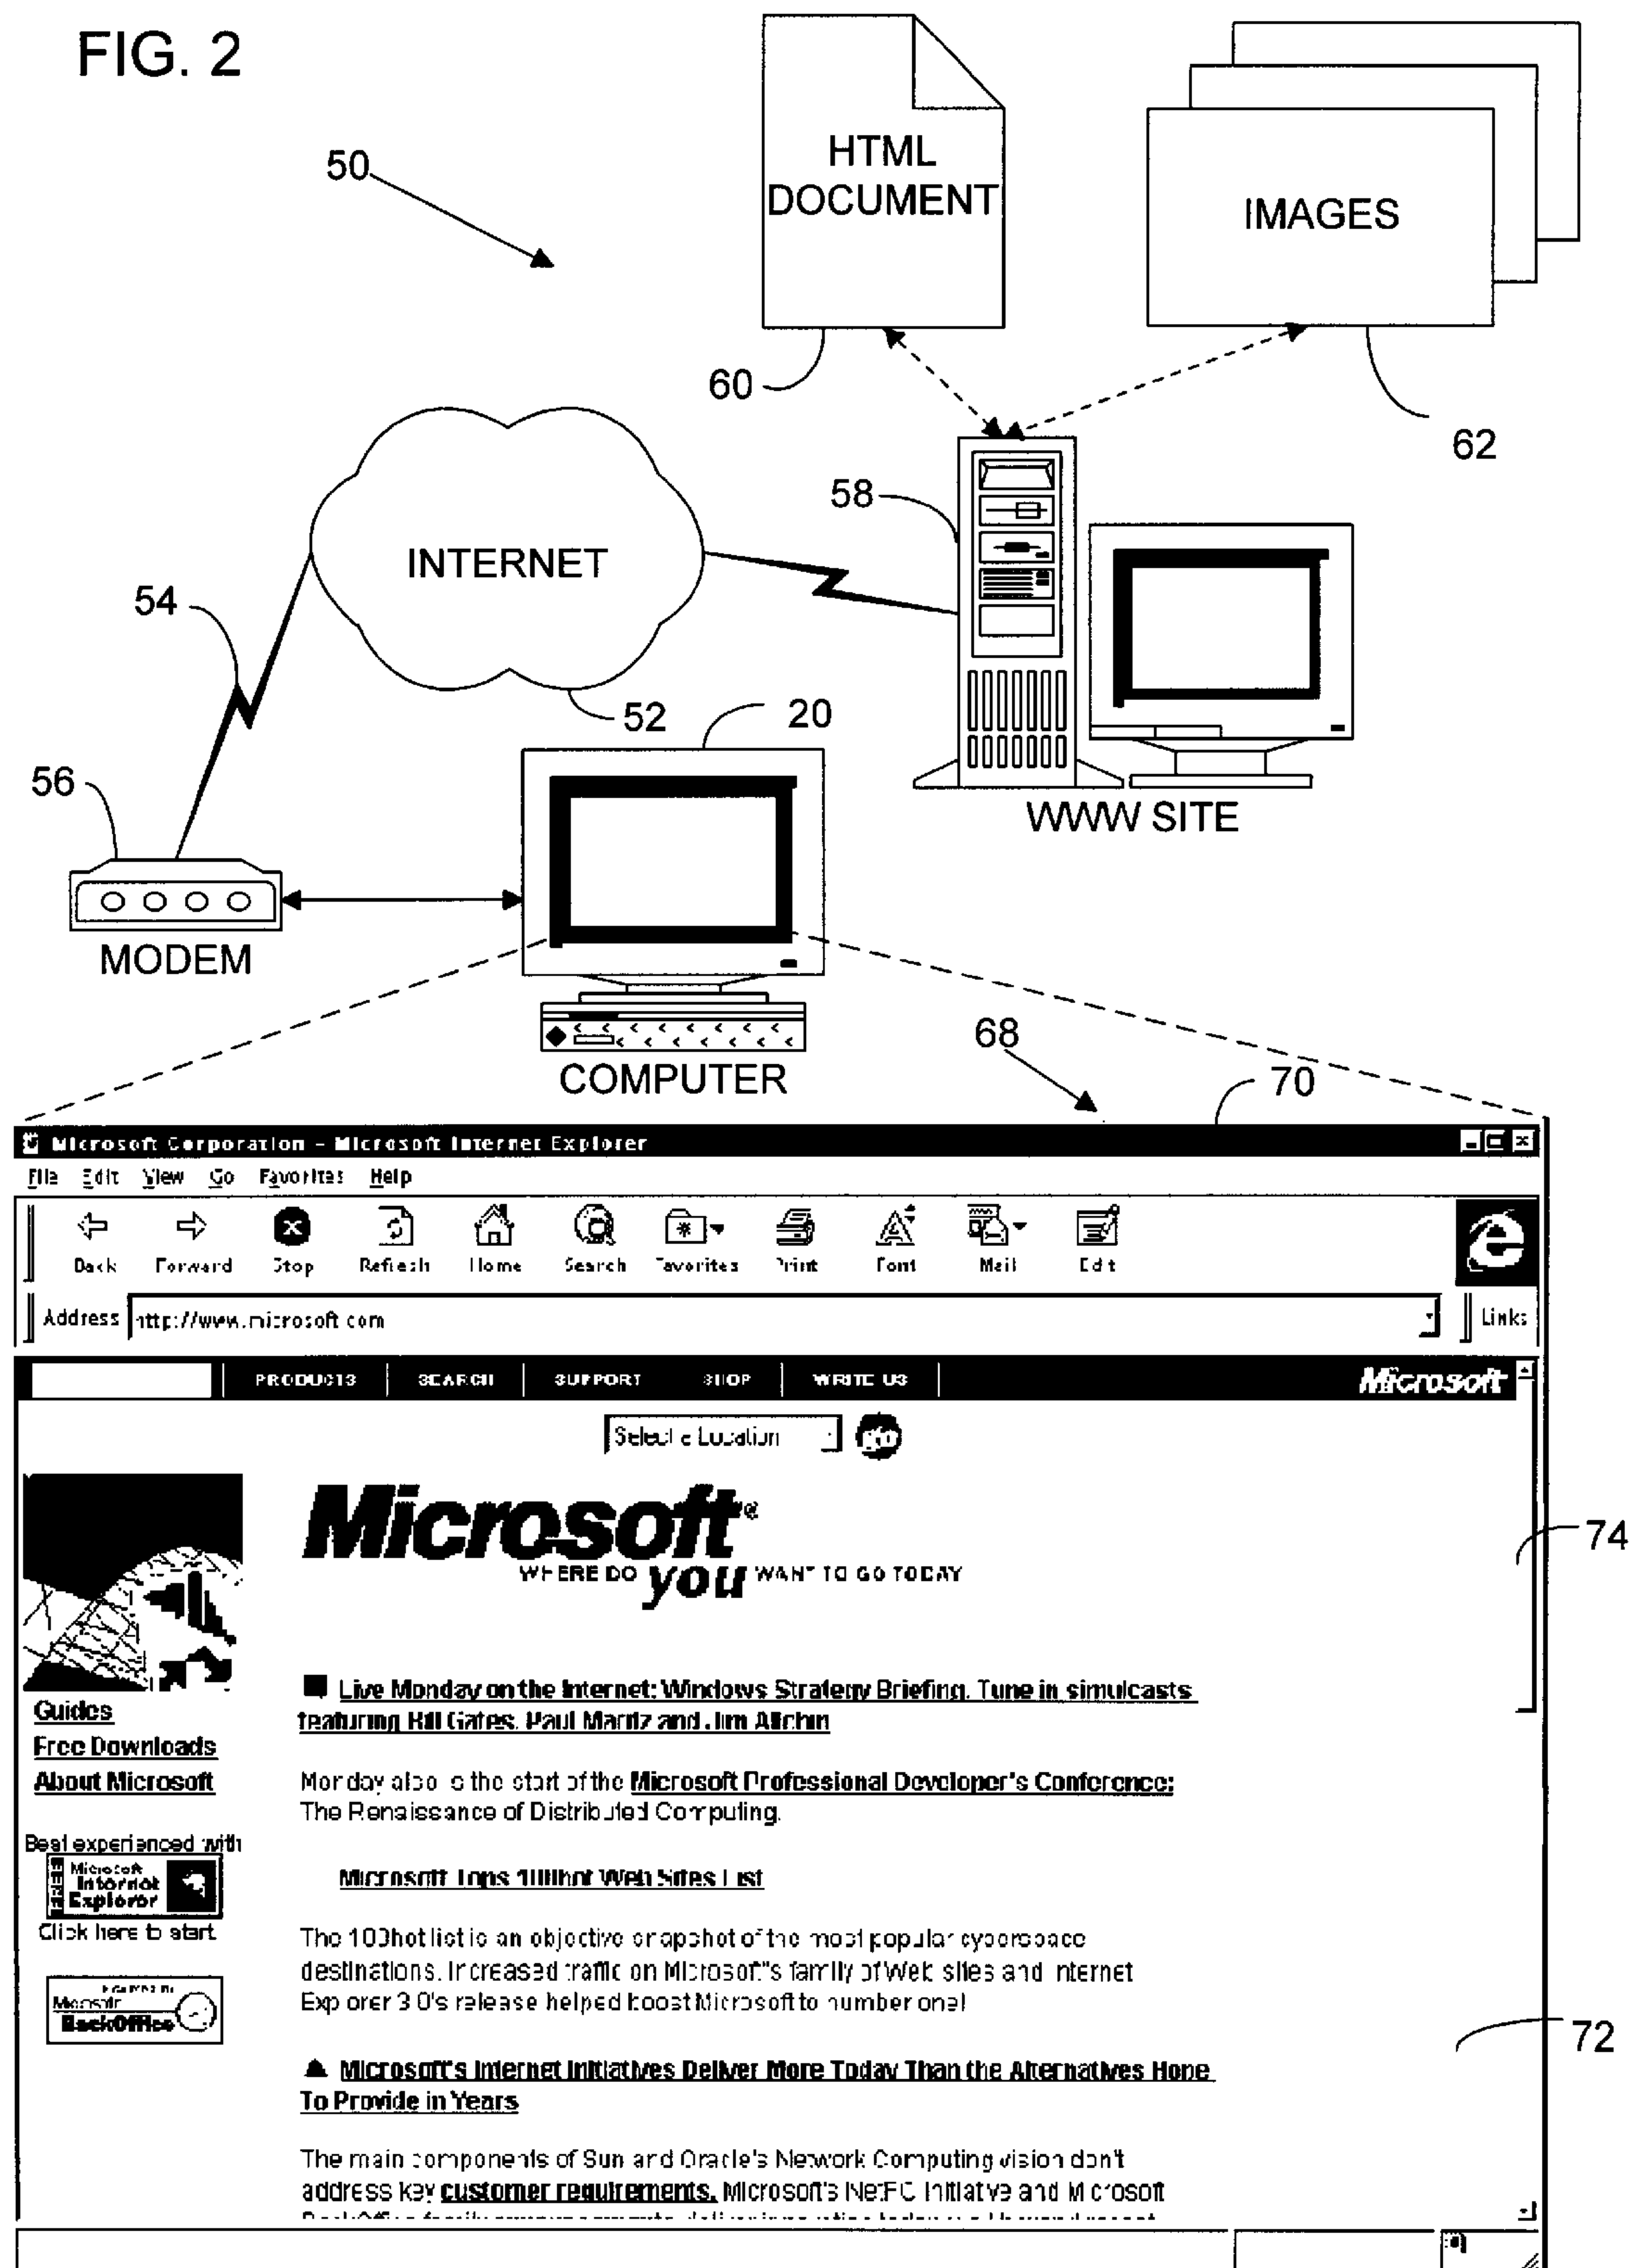 FIG. 2
50
HTML
DOCUMENT
IMAGES
60
62
58
INTERNET
54
52
20
56
WWW SITE
MODEM
COMPUTER
68
70
Microsoft Corporation - Microsoft Internet Explorer
File Edit View Go Favorites Help
Back Forward Stop Refresh Home Search Favorites Print Font Mail Edit
Address http://www.microsoft.com Links
PRODUCTS SEARCH SUPPORT SHOP WRITE US Microsoft
Select a Location go
Microsoft®
WHERE DO you WANT TO GO TODAY
74
Live Monday on the Internet: Windows Strategy Briefing. Tune in simulcasts
featuring Bill Gates, Paul Maritz and Jim Allchin
Guides
Free Downloads
About Microsoft
Monday also is the start of the Microsoft Professional Developer's Conference:
The Renaissance of Distributed Computing.
Best experienced with
Microsoft
Internet
Explorer
Click here to start.
Microsoft Tops 100hot Web Sites List
The 100hot list is an objective snapshot of the most popular cyberspace
destinations. Increased traffic on Microsoft's family of Web sites and Internet
Explorer 3.0's release helped boost Microsoft to number one!
Microsoft
BackOffice
72
Microsoft's Internet Initiatives Deliver More Today Than the Alternatives Hope
To Provide in Years
The main components of Sun and Oracle's Network Computing vision don't
address key customer requirements. Microsoft's NetPC Initiative and Microsoft